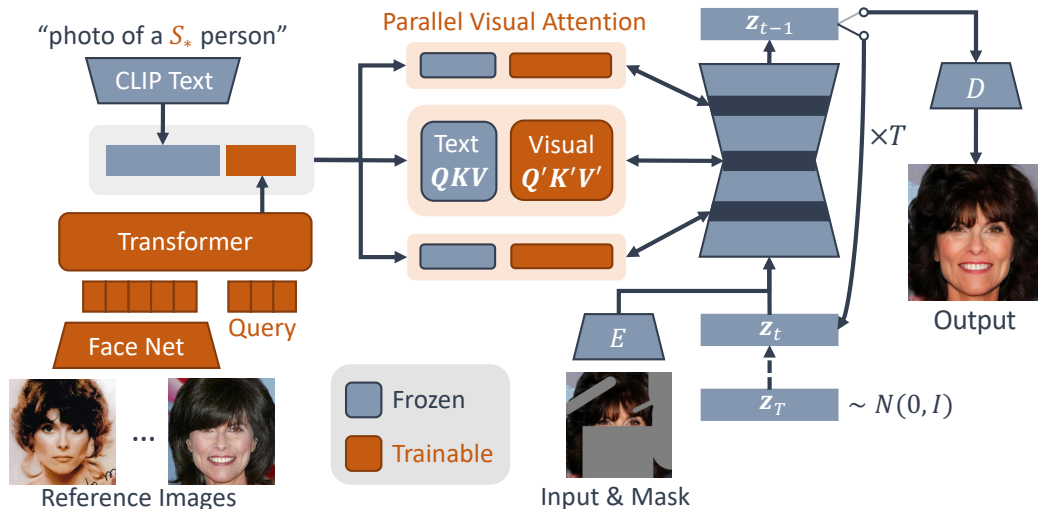 "photo of a S* person"
CLIP Text
Transformer
Query
Face Net
...
Reference Images
Parallel Visual Attention
Text
QKV
Visual
Q'K'V'
Frozen
Trainable
z_{t−1}
×T
D
Output
E
z_t
z_T
~ N(0, I)
Input & Mask